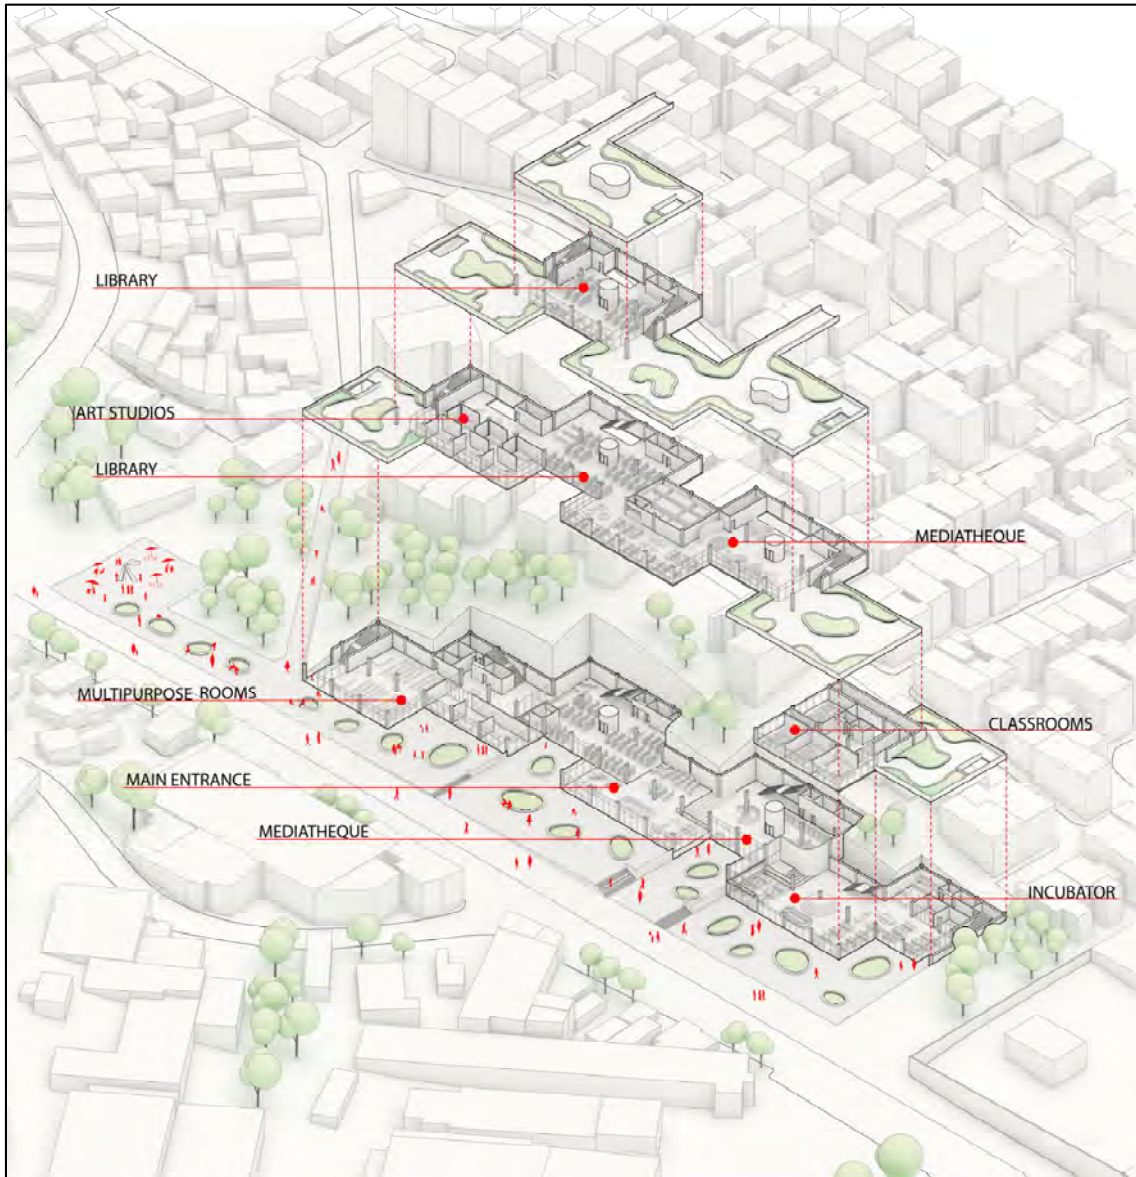 LIBRARY
ART STUDIOS
LIBRARY
MEDIATHEQUE
MULTIPURPOSE ROOMS
CLASSROOMS
MAIN ENTRANCE
MEDIATHEQUE
INCUBATOR